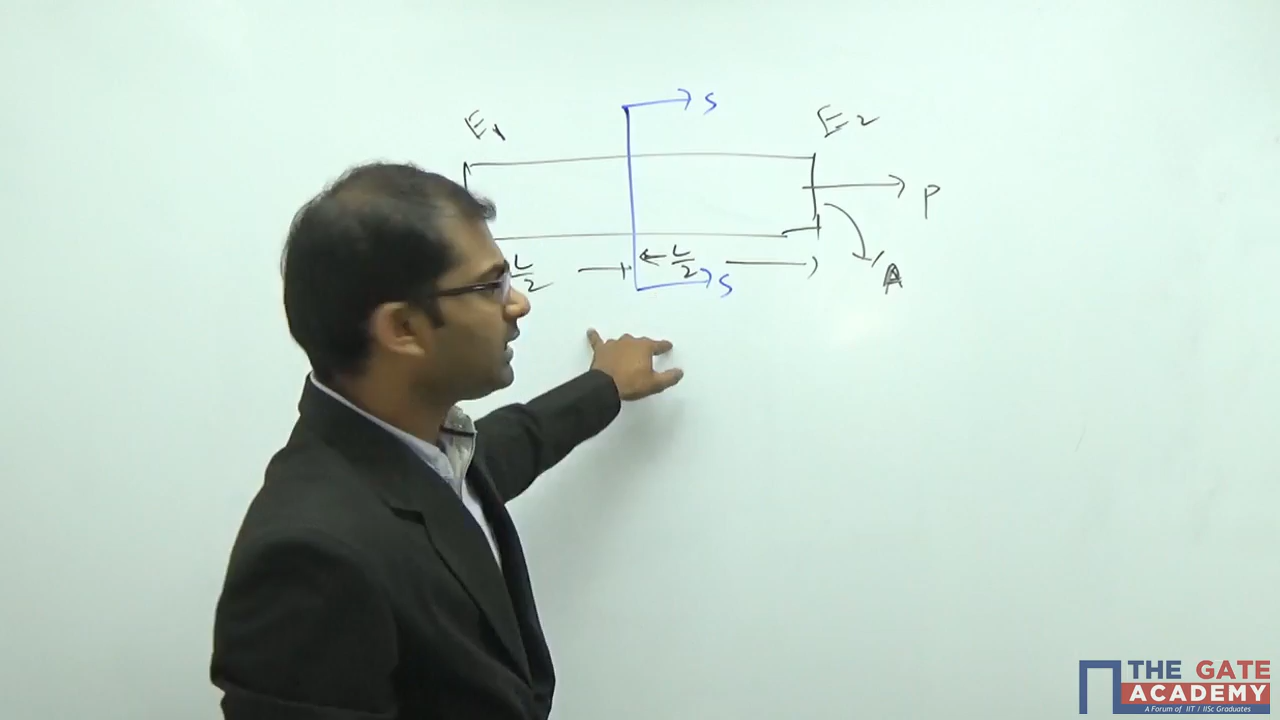 S
E1
E2
P
L/2
L/2
S
A
THE GATE
ACADEMY
A Forum of IIT / IISc Graduates